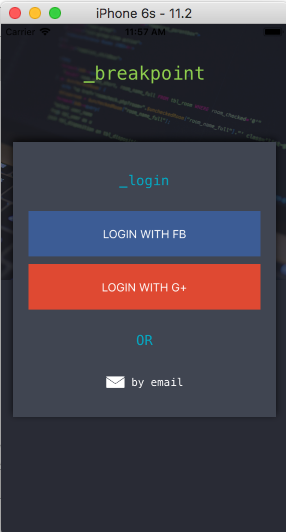 iPhone 6s - 11.2
Carrier 11:57 AM
_breakpoint
_login
LOGIN WITH FB
LOGIN WITH G+
OR
by email